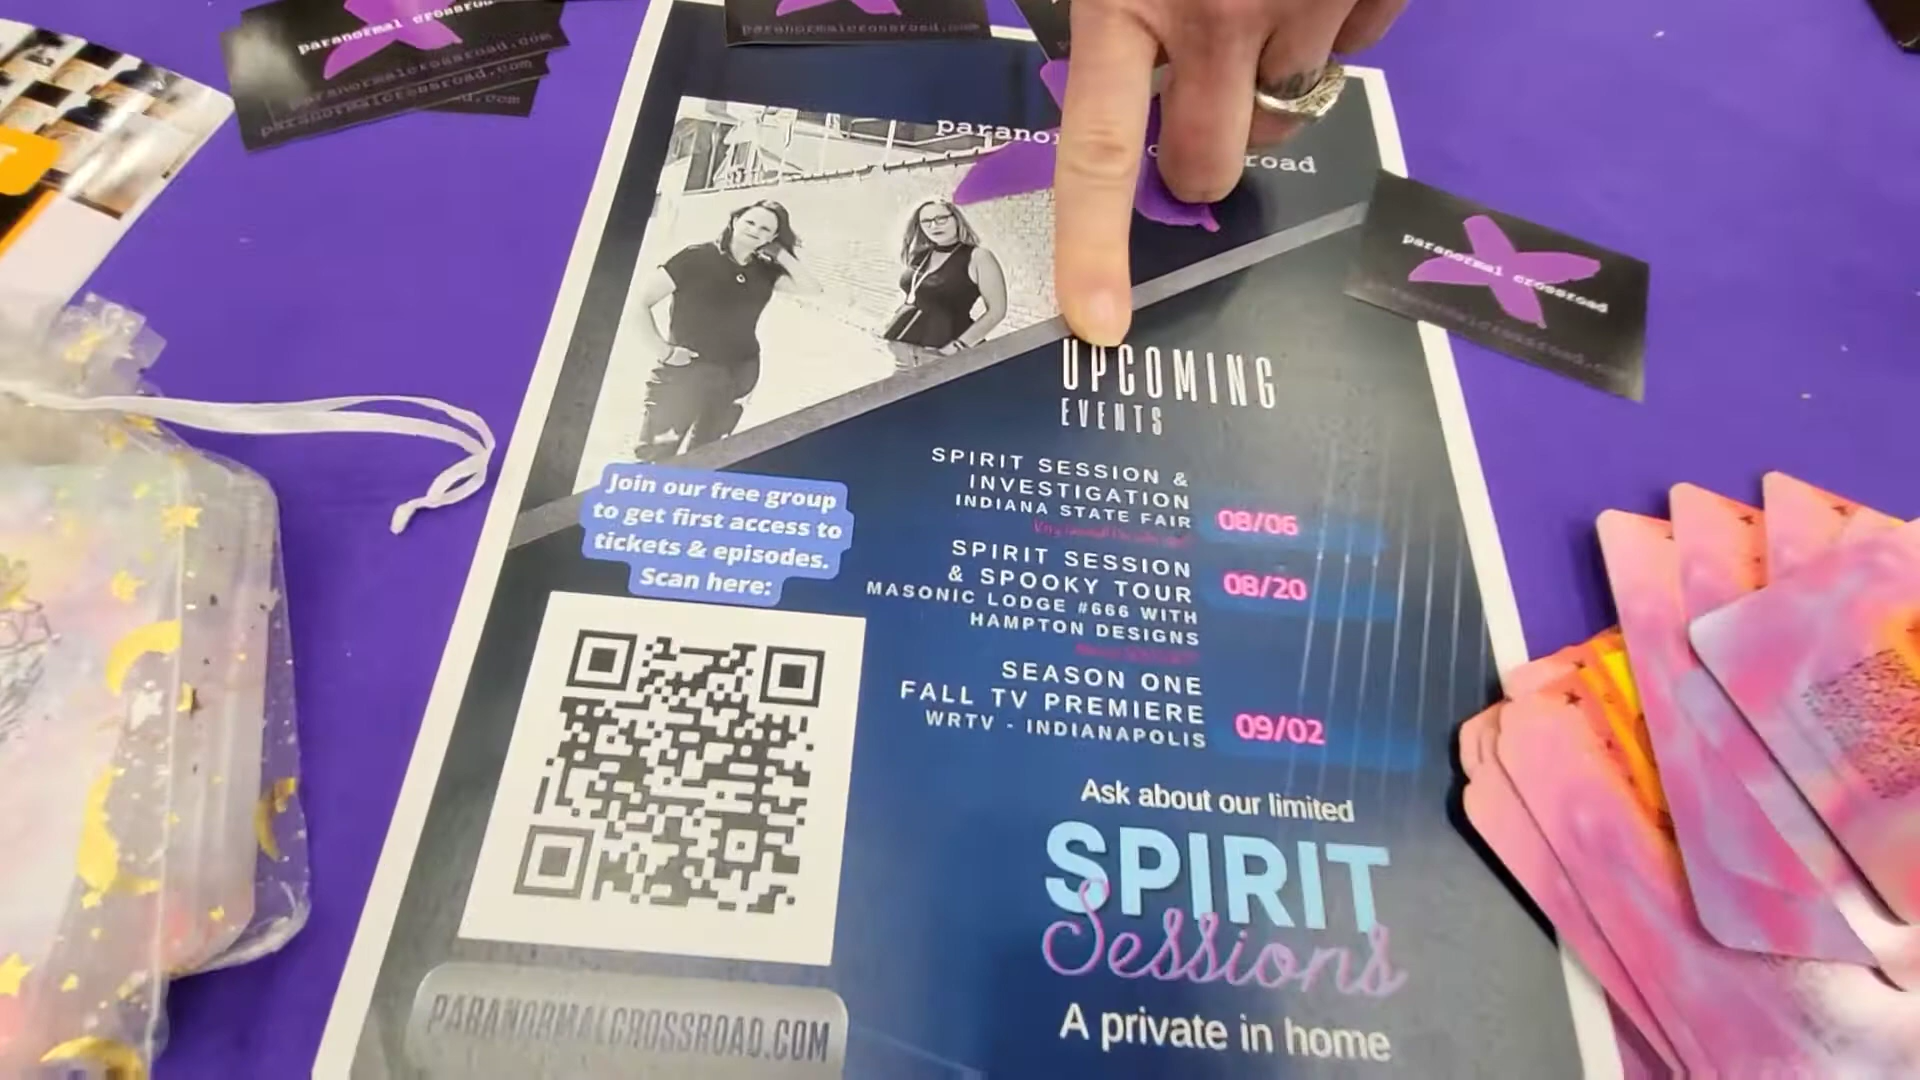 paranormal crossroad
paranormalcrossroad.com
paranormalcrossroad.com
paranormalcrossroad.com
paranormal crossroad
UPCOMING
EVENTS
SPIRIT SESSION &
INVESTIGATION
INDIANA STATE FAIR
08/06
SPIRIT SESSION
& SPOOKY TOUR
MASONIC LODGE #666 WITH
HAMPTON DESIGNS
08/20
SEASON ONE
FALL TV PREMIERE
WRTV - INDIANAPOLIS
09/02
Join our free group
to get first access to
tickets & episodes.
Scan here:
PARANORMALCROSSROAD.COM
Ask about our limited
SPIRIT
Sessions
A private in home